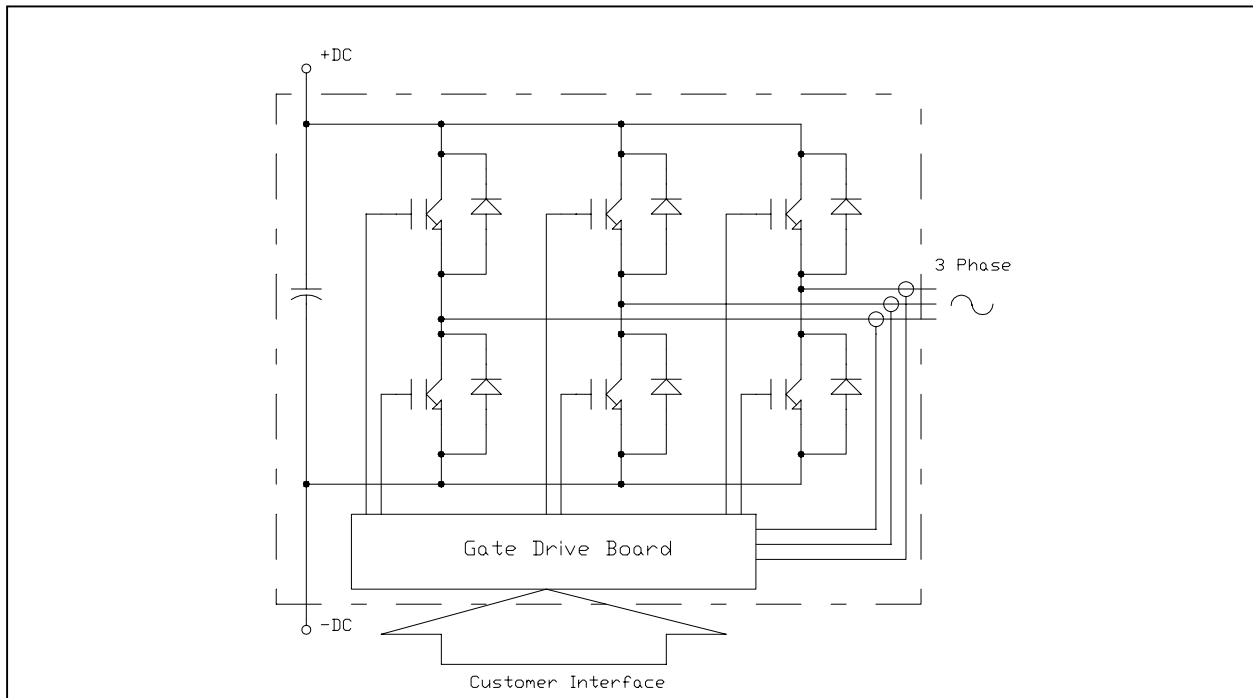 +DC
3 Phase
Gate Drive Board
-DC
Customer Interface